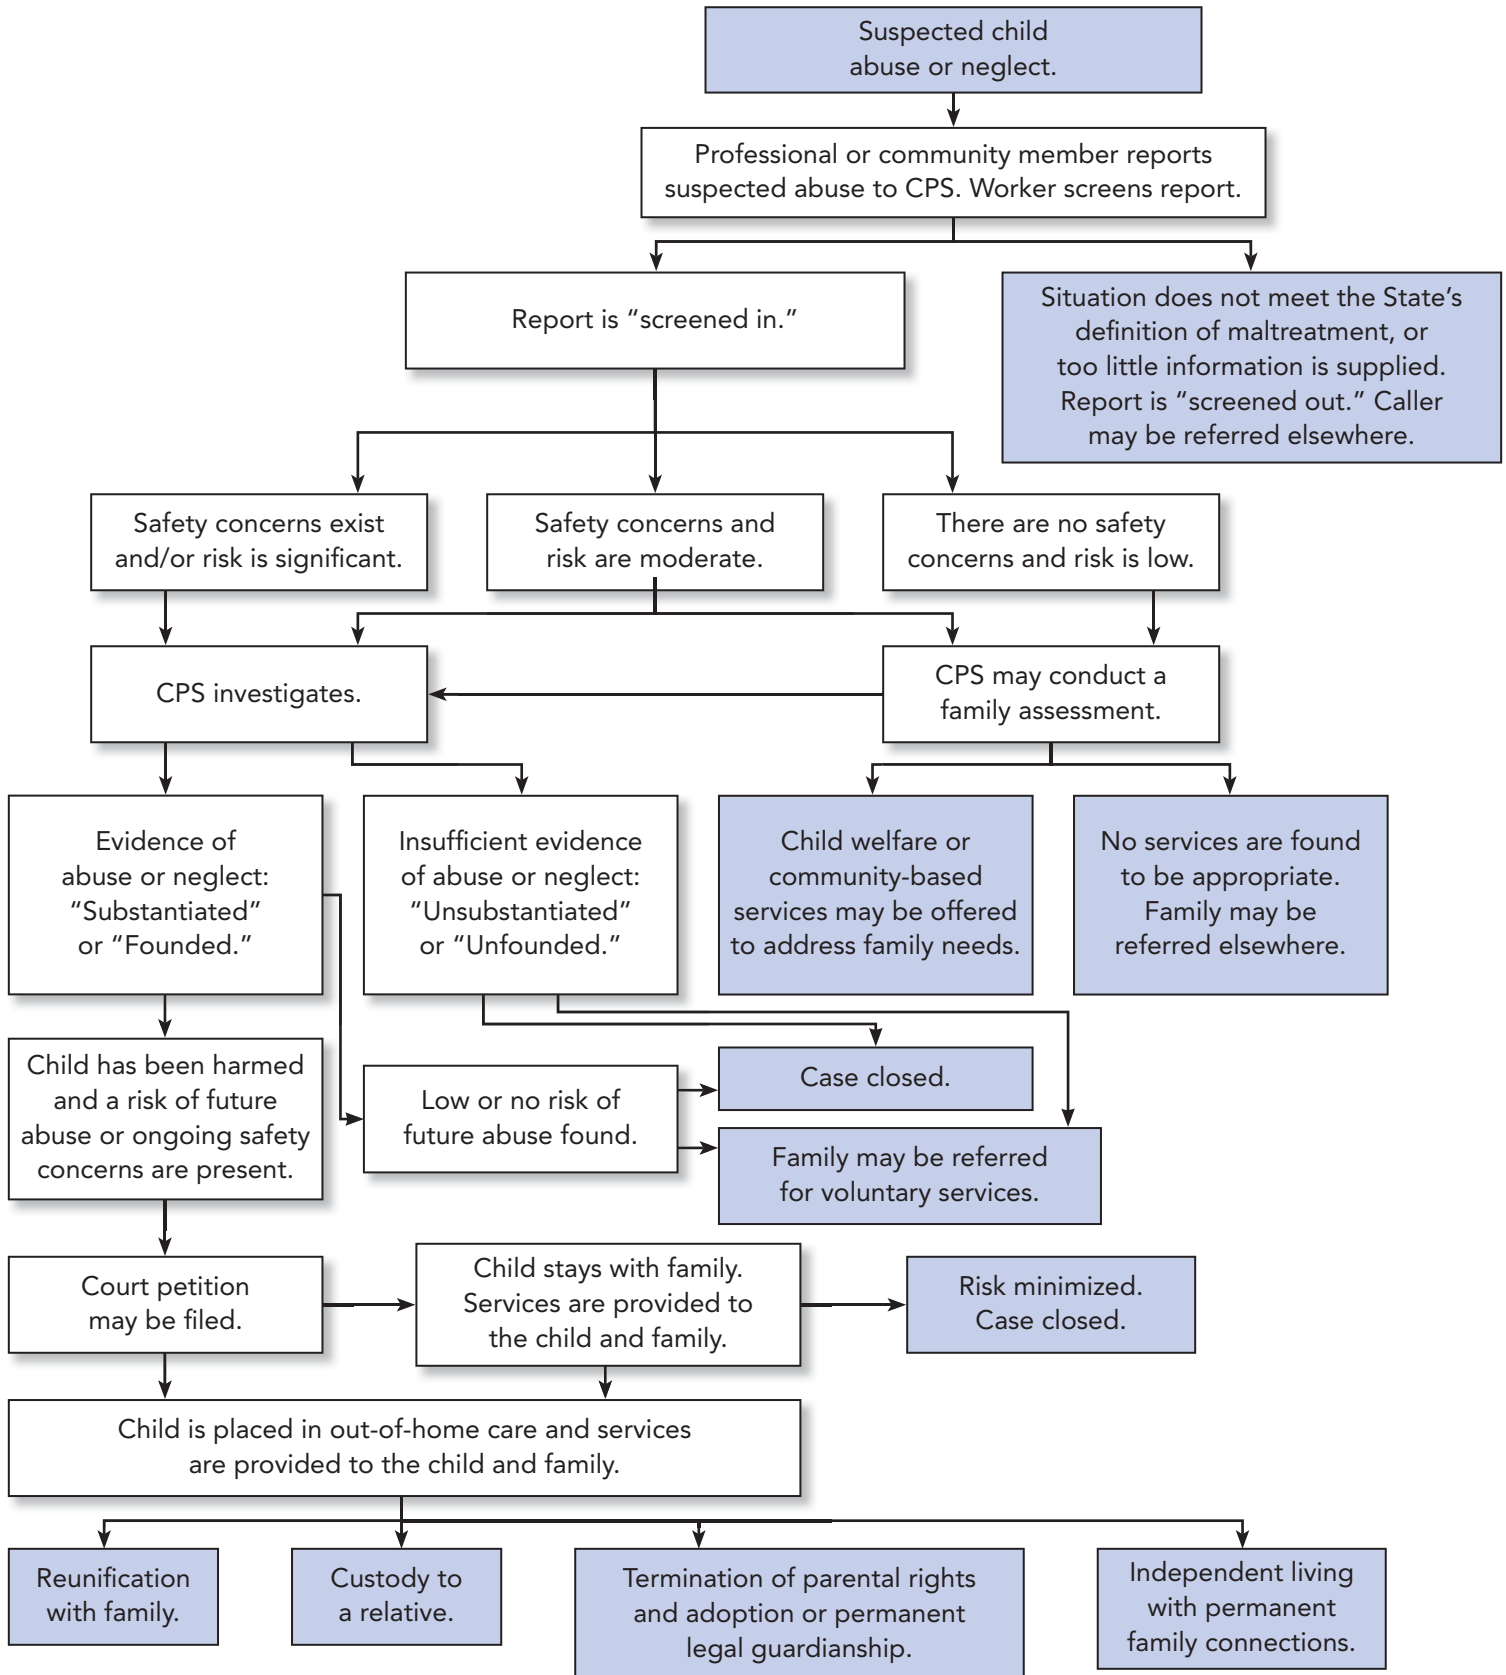 Suspected child
abuse or neglect.
Professional or community member reports
suspected abuse to CPS. Worker screens report.
Report is “screened in.”
Situation does not meet the State’s
definition of maltreatment, or
too little information is supplied.
Report is “screened out.” Caller
may be referred elsewhere.
Safety concerns exist
and/or risk is significant.
Safety concerns and
risk are moderate.
There are no safety
concerns and risk is low.
CPS investigates.
CPS may conduct a
family assessment.
Evidence of
abuse or neglect:
“Substantiated”
or “Founded.”
Insufficient evidence
of abuse or neglect:
“Unsubstantiated”
or “Unfounded.”
Child welfare or
community-based
services may be offered
to address family needs.
No services are found
to be appropriate.
Family may be
referred elsewhere.
Child has been harmed
and a risk of future
abuse or ongoing safety
concerns are present.
Low or no risk of
future abuse found.
Case closed.
Family may be referred
for voluntary services.
Court petition
may be filed.
Child stays with family.
Services are provided to
the child and family.
Risk minimized.
Case closed.
Child is placed in out-of-home care and services
are provided to the child and family.
Reunification
with family.
Custody to
a relative.
Termination of parental rights
and adoption or permanent
legal guardianship.
Independent living
with permanent
family connections.